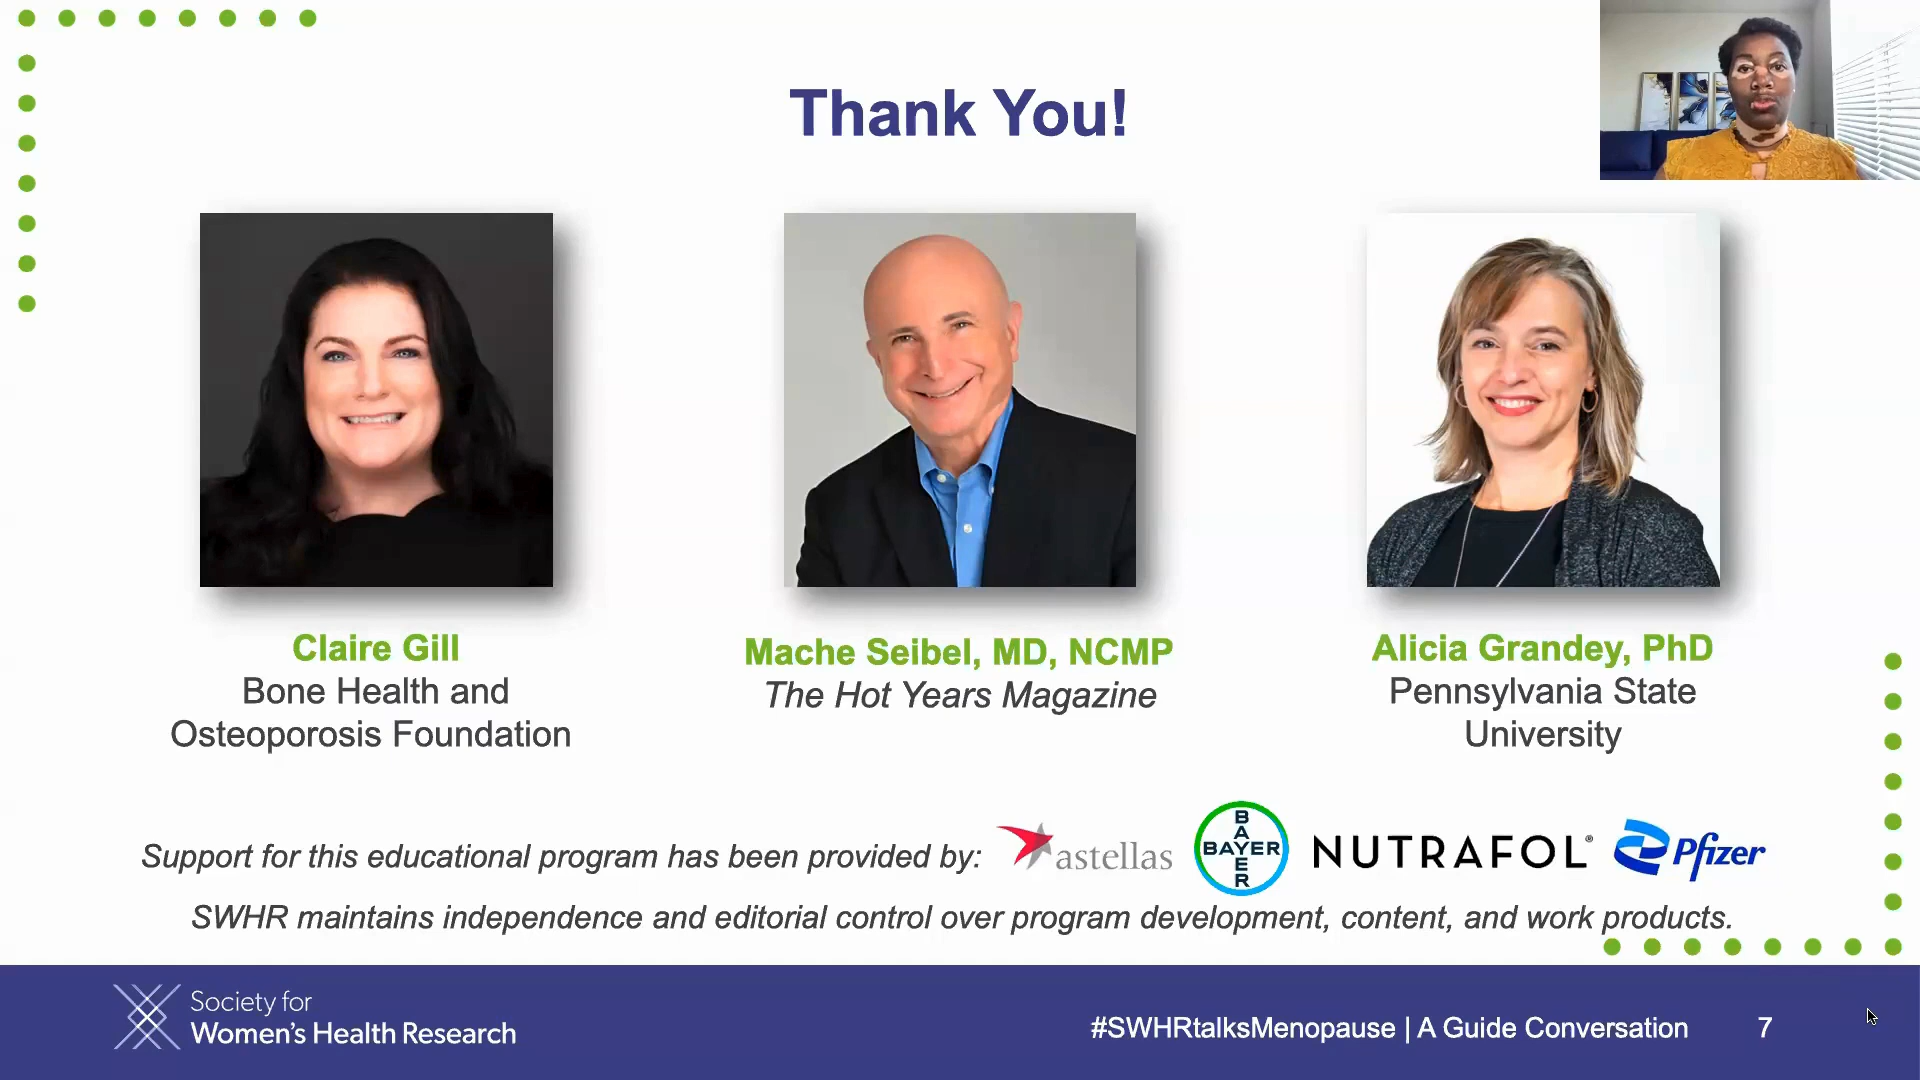 Thank You!
Claire Gill
Bone Health and
Osteoporosis Foundation
Mache Seibel, MD, NCMP
The Hot Years Magazine
Alicia Grandey, PhD
Pennsylvania State
University
Support for this educational program has been provided by:
astellas
BAYER
BAYER
NUTRAFOL®
Pfizer
SWHR maintains independence and editorial control over program development, content, and work products.
Society for
Women's Health Research
#SWHRtalksMenopause | A Guide Conversation
7